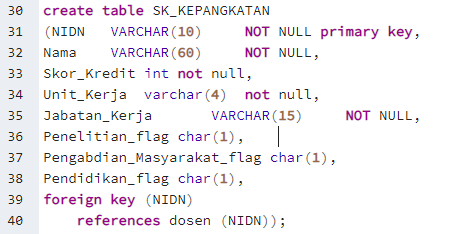 30 create table SK_KEPANGKATAN
31 (NIDN VARCHAR(10) NOT NULL primary key,
32 Nama VARCHAR(60) NOT NULL,
33 Skor_Kredit int not null,
34 Unit_Kerja varchar(4) not null,
35 Jabatan_Kerja VARCHAR(15) NOT NULL,
36 Penelitian_flag char(1),
37 Pengabdian_Masyarakat_flag char(1),
38 Pendidikan_flag char(1),
39 foreign key (NIDN)
40 references dosen (NIDN));